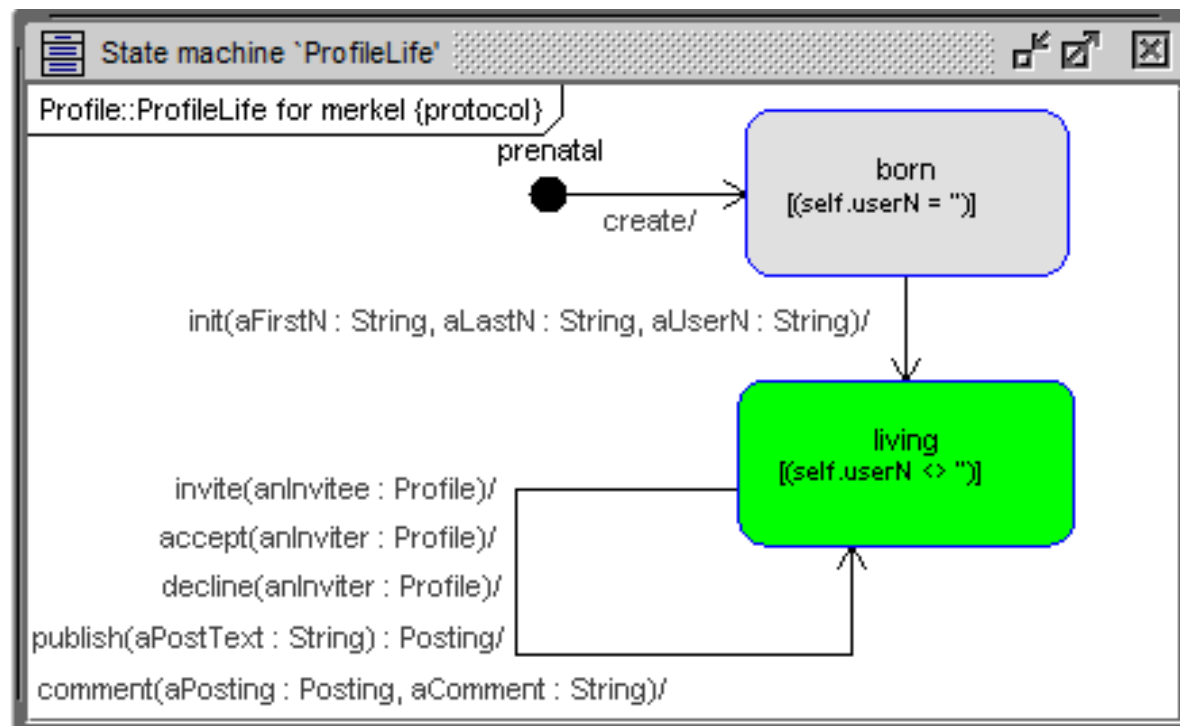 State machine `ProfileLife'
Profile::ProfileLife for merkel {protocol}
prenatal
born
[(self.userN = '')]
create/
init(aFirstN : String, aLastN : String, aUserN : String)/
living
[(self.userN <> '')]
invite(anInvitee : Profile)/
accept(anInviter : Profile)/
decline(anInviter : Profile)/
publish(aPostText : String) : Posting/
comment(aPosting : Posting, aComment : String)/